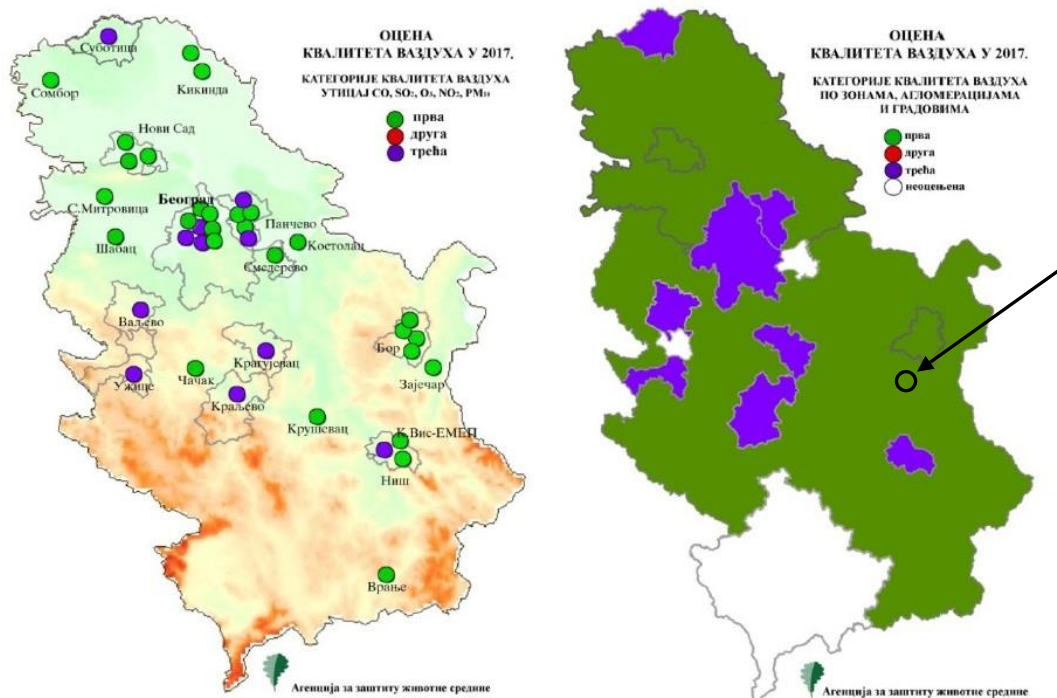 ОЦЕНА
КВАЛИТЕТА ВАЗДУХА У 2017.
КАТЕГОРИЈЕ КВАЛИТЕТА ВАЗДУХА
УТИЦАЈ CO, SO₂, O₃, NO₂, PM₁₀
прва
друга
трећа
Суботица
Сомбор
Кикинда
Нови Сад
С.Митровица
Београд
Панчево
Шабац
Костолац
Смедерево
Ваљево
Бор
Крагујевац
Ужице
Чачак
Зајечар
Краљево
Крушевац
К.Вис-ЕМЕП
Ниш
Врање
Агенција за заштиту животне средине
ОЦЕНА
КВАЛИТЕТА ВАЗДУХА У 2017.
КАТЕГОРИЈЕ КВАЛИТЕТА ВАЗДУХА
ПО ЗОНАМА, АГЛОМЕРАЦИЈАМА
И ГРАДОВИМА
прва
друга
трећа
неоцењена
Агенција за заштиту животне средине